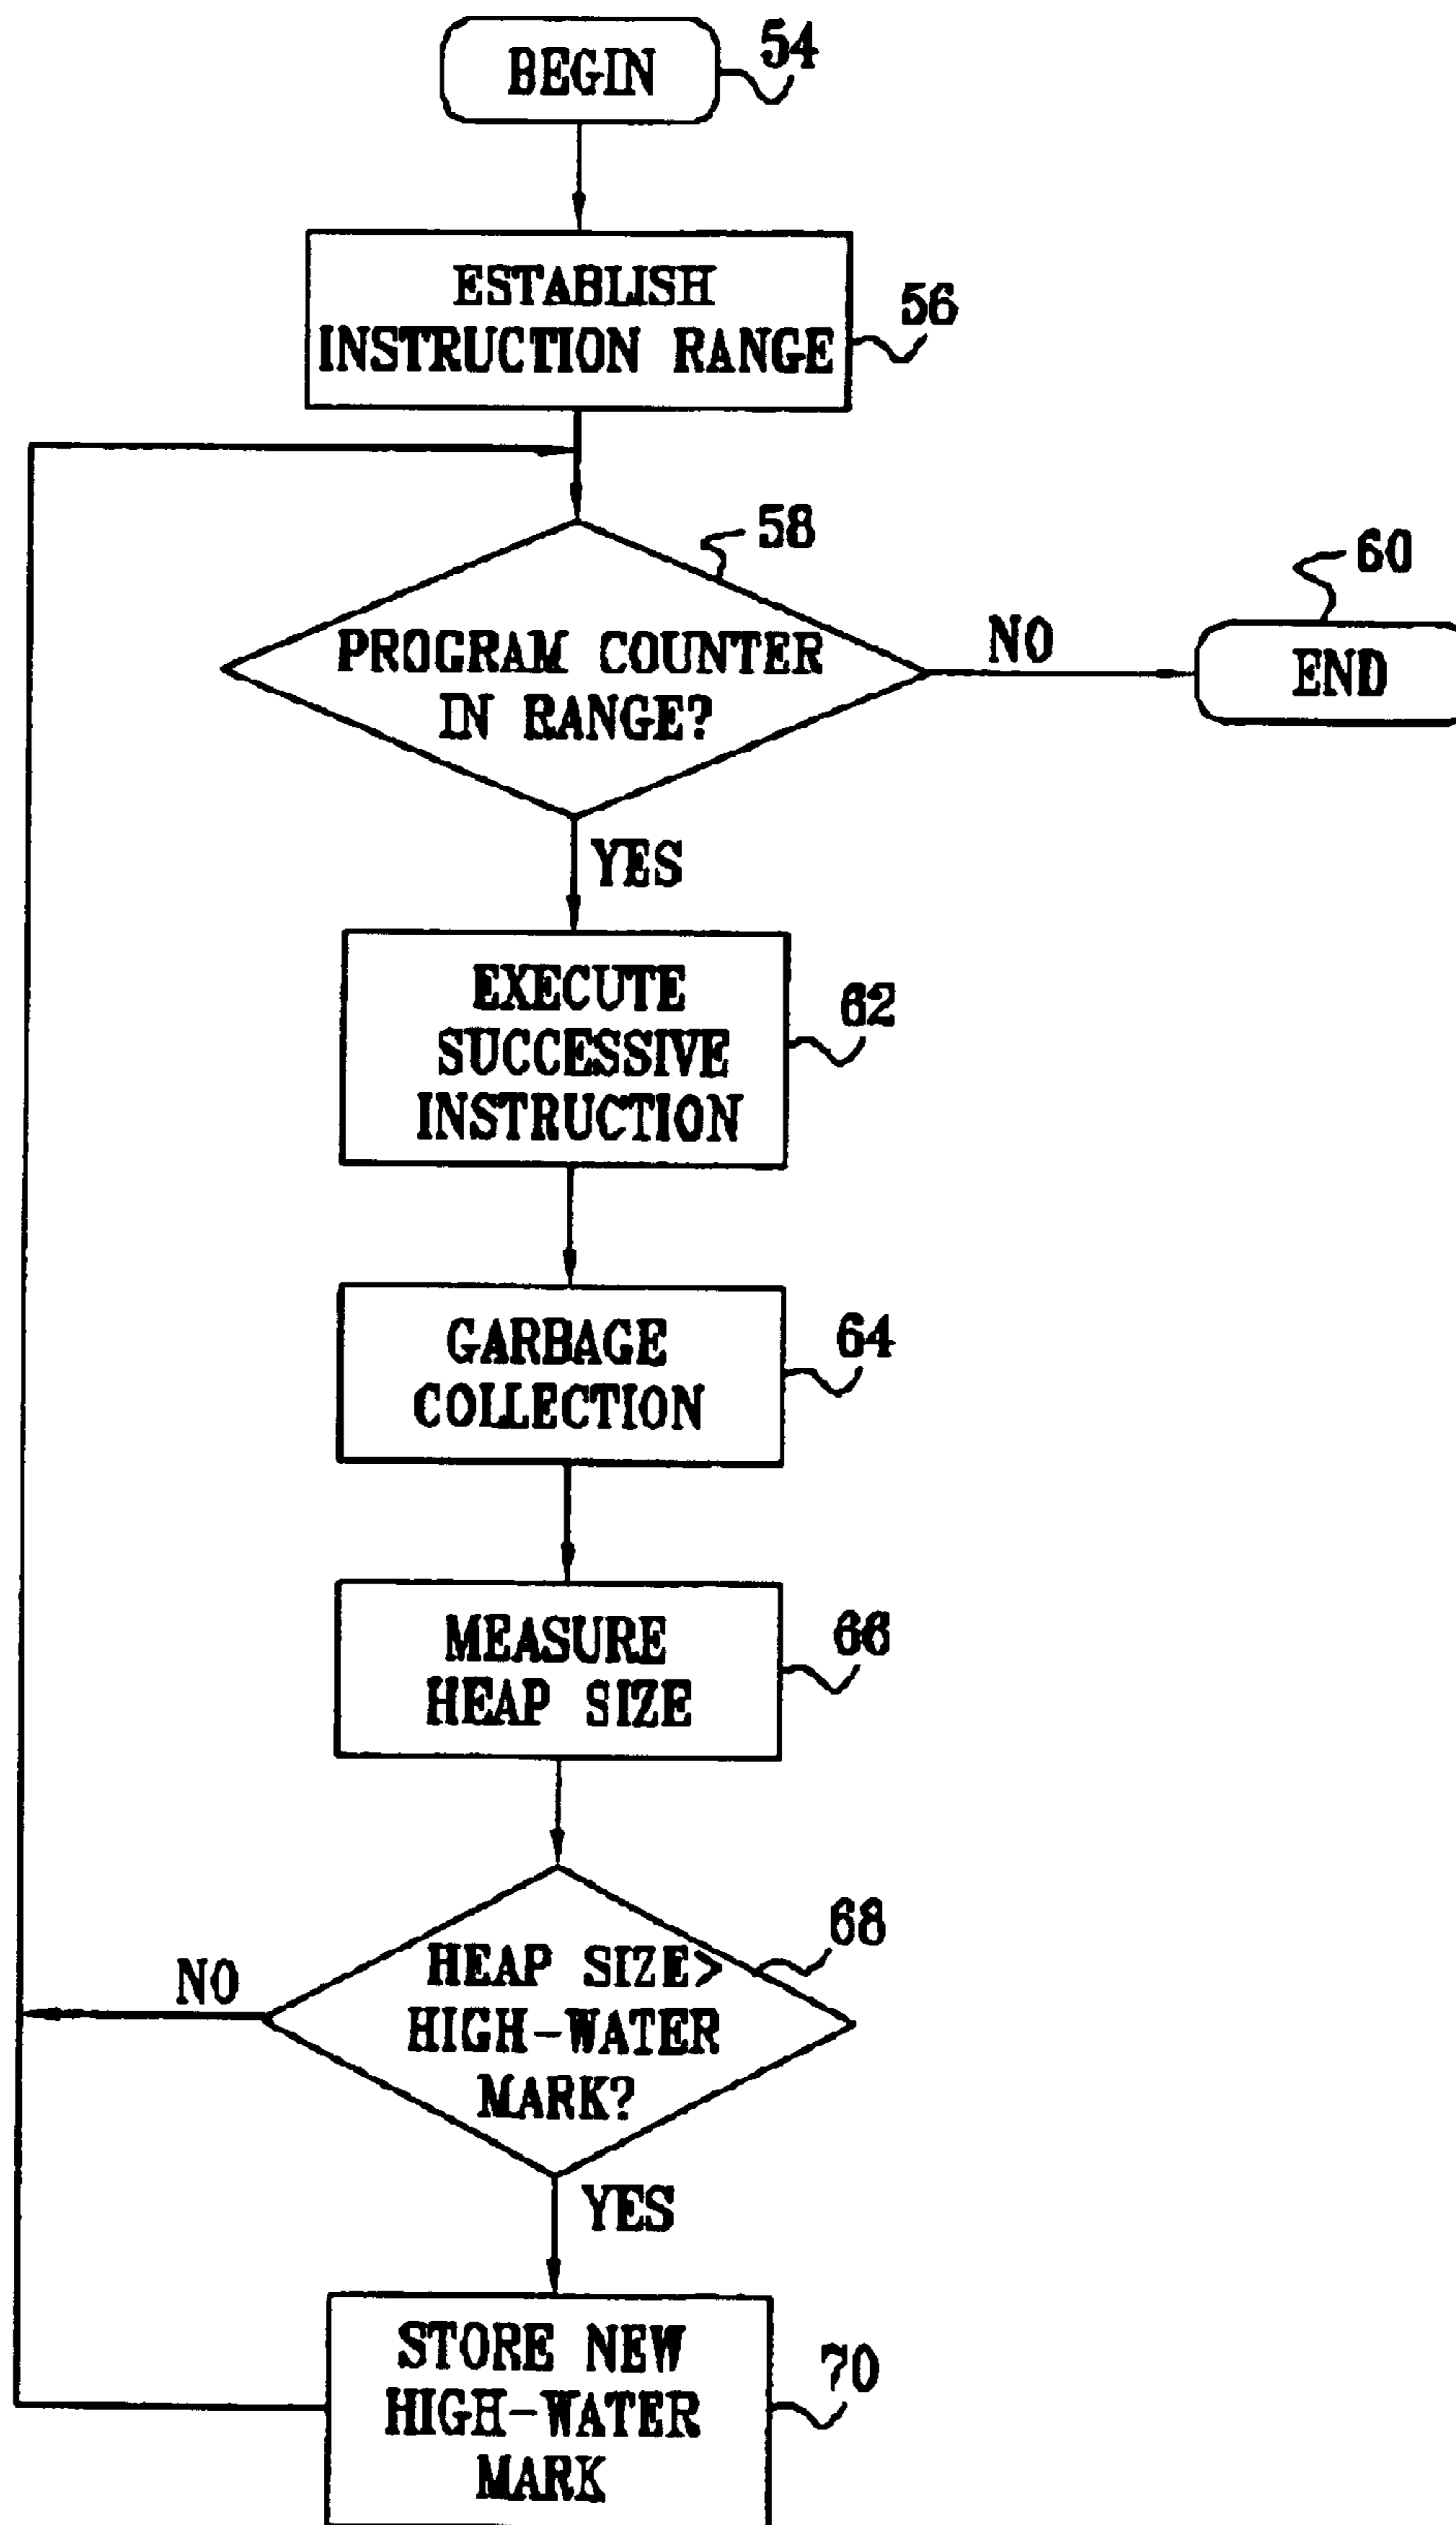 BEGIN
54
ESTABLISH
INSTRUCTION RANGE
56
58
PROGRAM COUNTER
IN RANGE?
NO
60
END
YES
EXECUTE
SUCCESSIVE
INSTRUCTION
62
GARBAGE
COLLECTION
64
MEASURE
HEAP SIZE
66
68
HEAP SIZE>
HIGH-WATER
MARK?
NO
YES
STORE NEW
HIGH-WATER
MARK
70